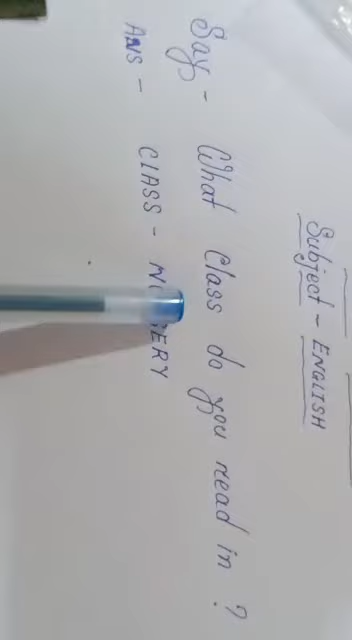 Subject - ENGLISH
Say - What Class do you read in ?
ANS - CLASS -